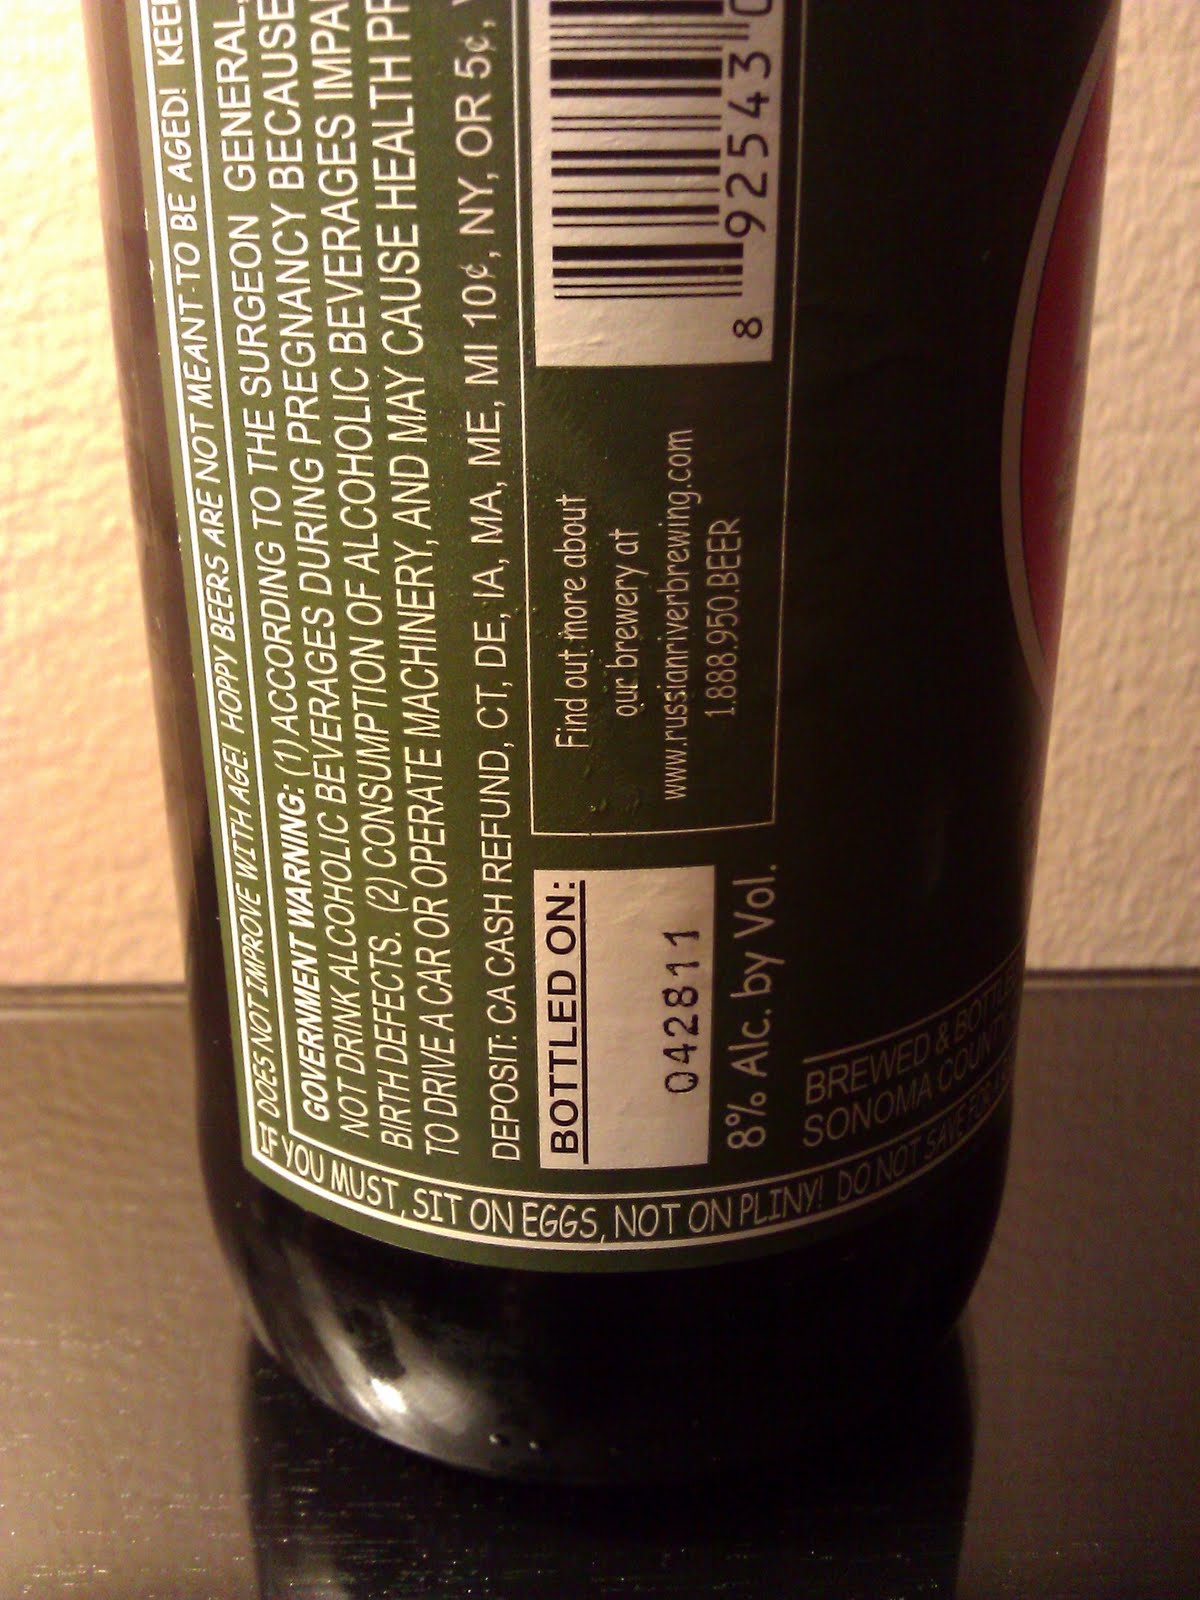 DOES NOT IMPROVE WITH AGE! HOPPY BEERS ARE NOT MEANT TO BE AGED!
GOVERNMENT WARNING: (1) ACCORDING TO THE SURGEON GENERAL,
NOT DRINK ALCOHOLIC BEVERAGES DURING PREGNANCY BECAUSE
BIRTH DEFECTS. (2) CONSUMPTION OF ALCOHOLIC BEVERAGES
TO DRIVE A CAR OR OPERATE MACHINERY, AND MAY CAUSE HEALTH
DEPOSIT: CA CASH REFUND, CT, DE, IA, MA, ME, MI 10¢, NY, OR 5¢,
BOTTLED ON:
042811
8% Alc. by Vol.
Find out more about
our brewery at
www.russianriverbrewing.com
1.888.950.BEER
8 92543
BREWED & BOTTLED
SONOMA COUNTY
IF YOU MUST, SIT ON EGGS, NOT ON PLINY! DO NOT SAVE